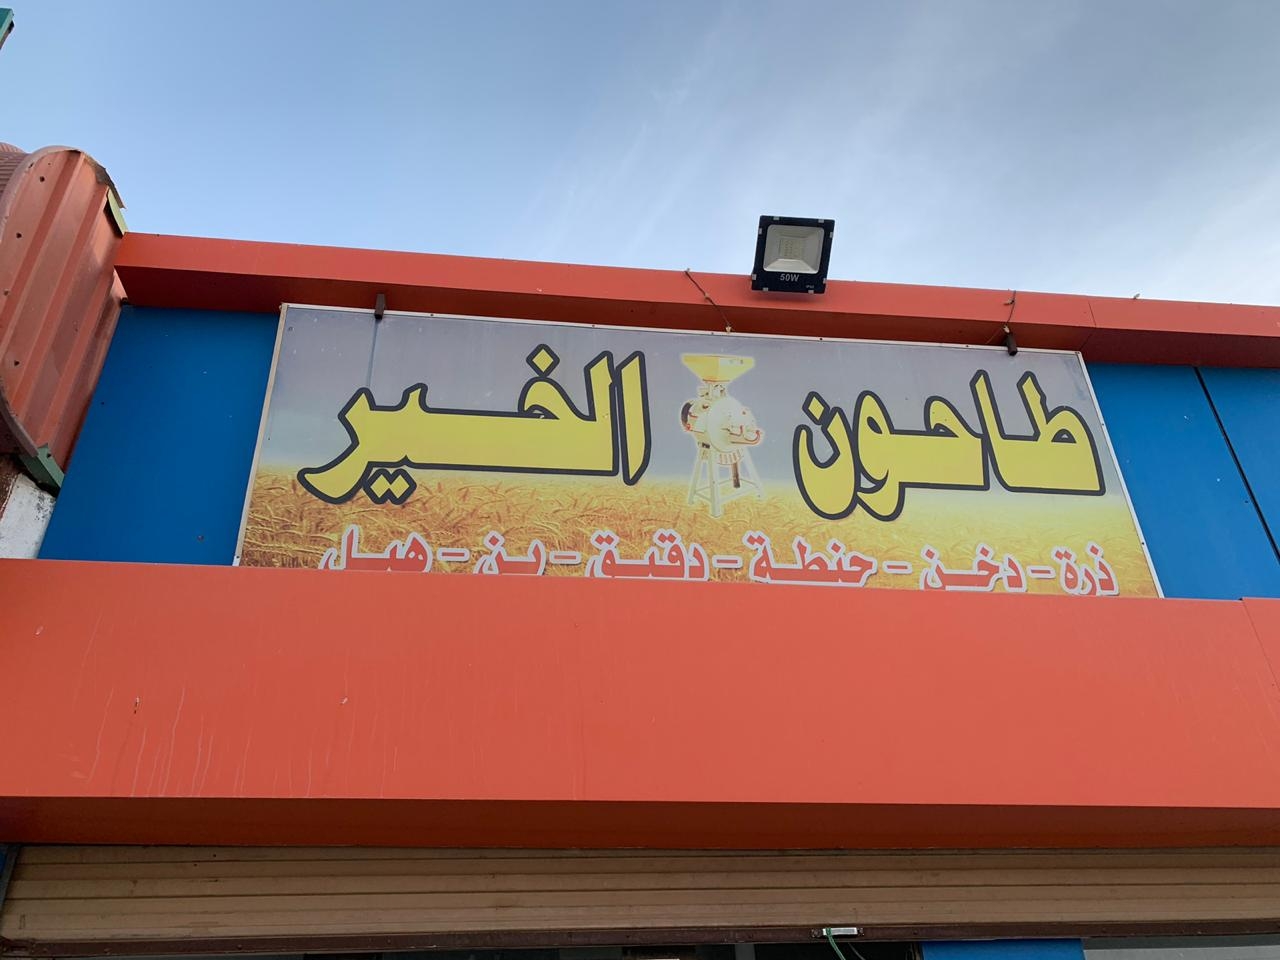 طاحون الخير
ذرة - دخن - حنطة - دقيق - بن - هيل
50W